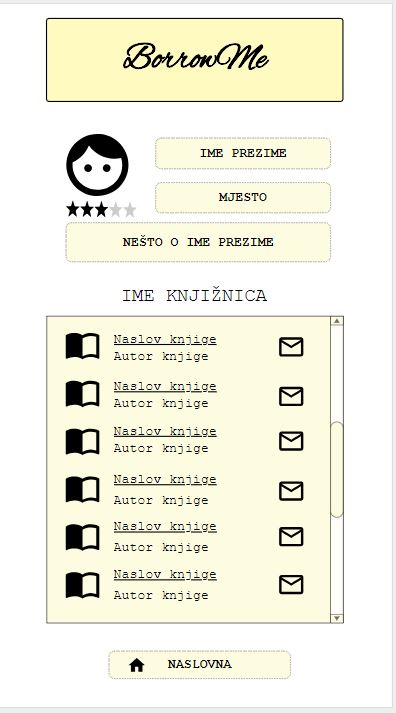 BorrowMe
IME PREZIME
MJESTO
NEŠTO O IME PREZIME
IME KNJIŽNICA
Naslov knjige
Autor knjige
Naslov knjige
Autor knjige
Naslov knjige
Autor knjige
Naslov knjige
Autor knjige
Naslov knjige
Autor knjige
Naslov knjige
Autor knjige
NASLOVNA